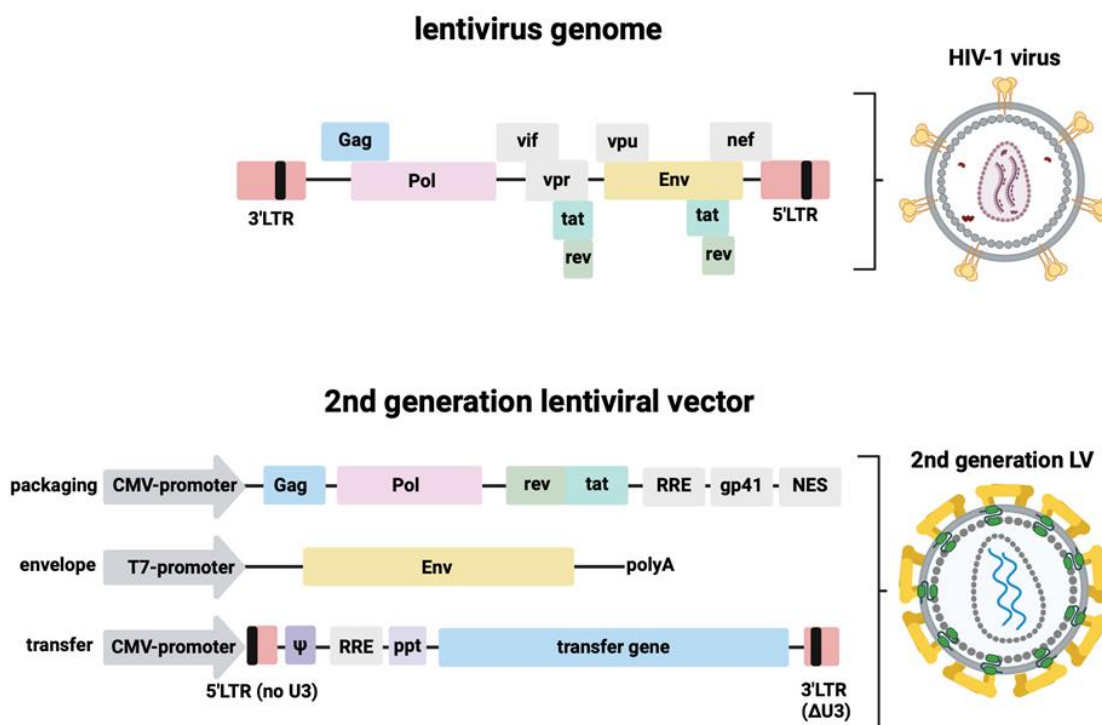 lentivirus genome
HIV-1 virus
Gag
vif
vpu
nef
Pol
vpr
Env
3'LTR
tat
tat
5'LTR
rev
rev
2nd generation lentiviral vector
2nd generation LV
packaging
CMV-promoter
Gag
Pol
rev
tat
RRE
gp41
NES
envelope
T7-promoter
Env
polyA
transfer
CMV-promoter
Ψ
RRE
ppt
transfer gene
5'LTR (no U3)
3'LTR
(ΔU3)